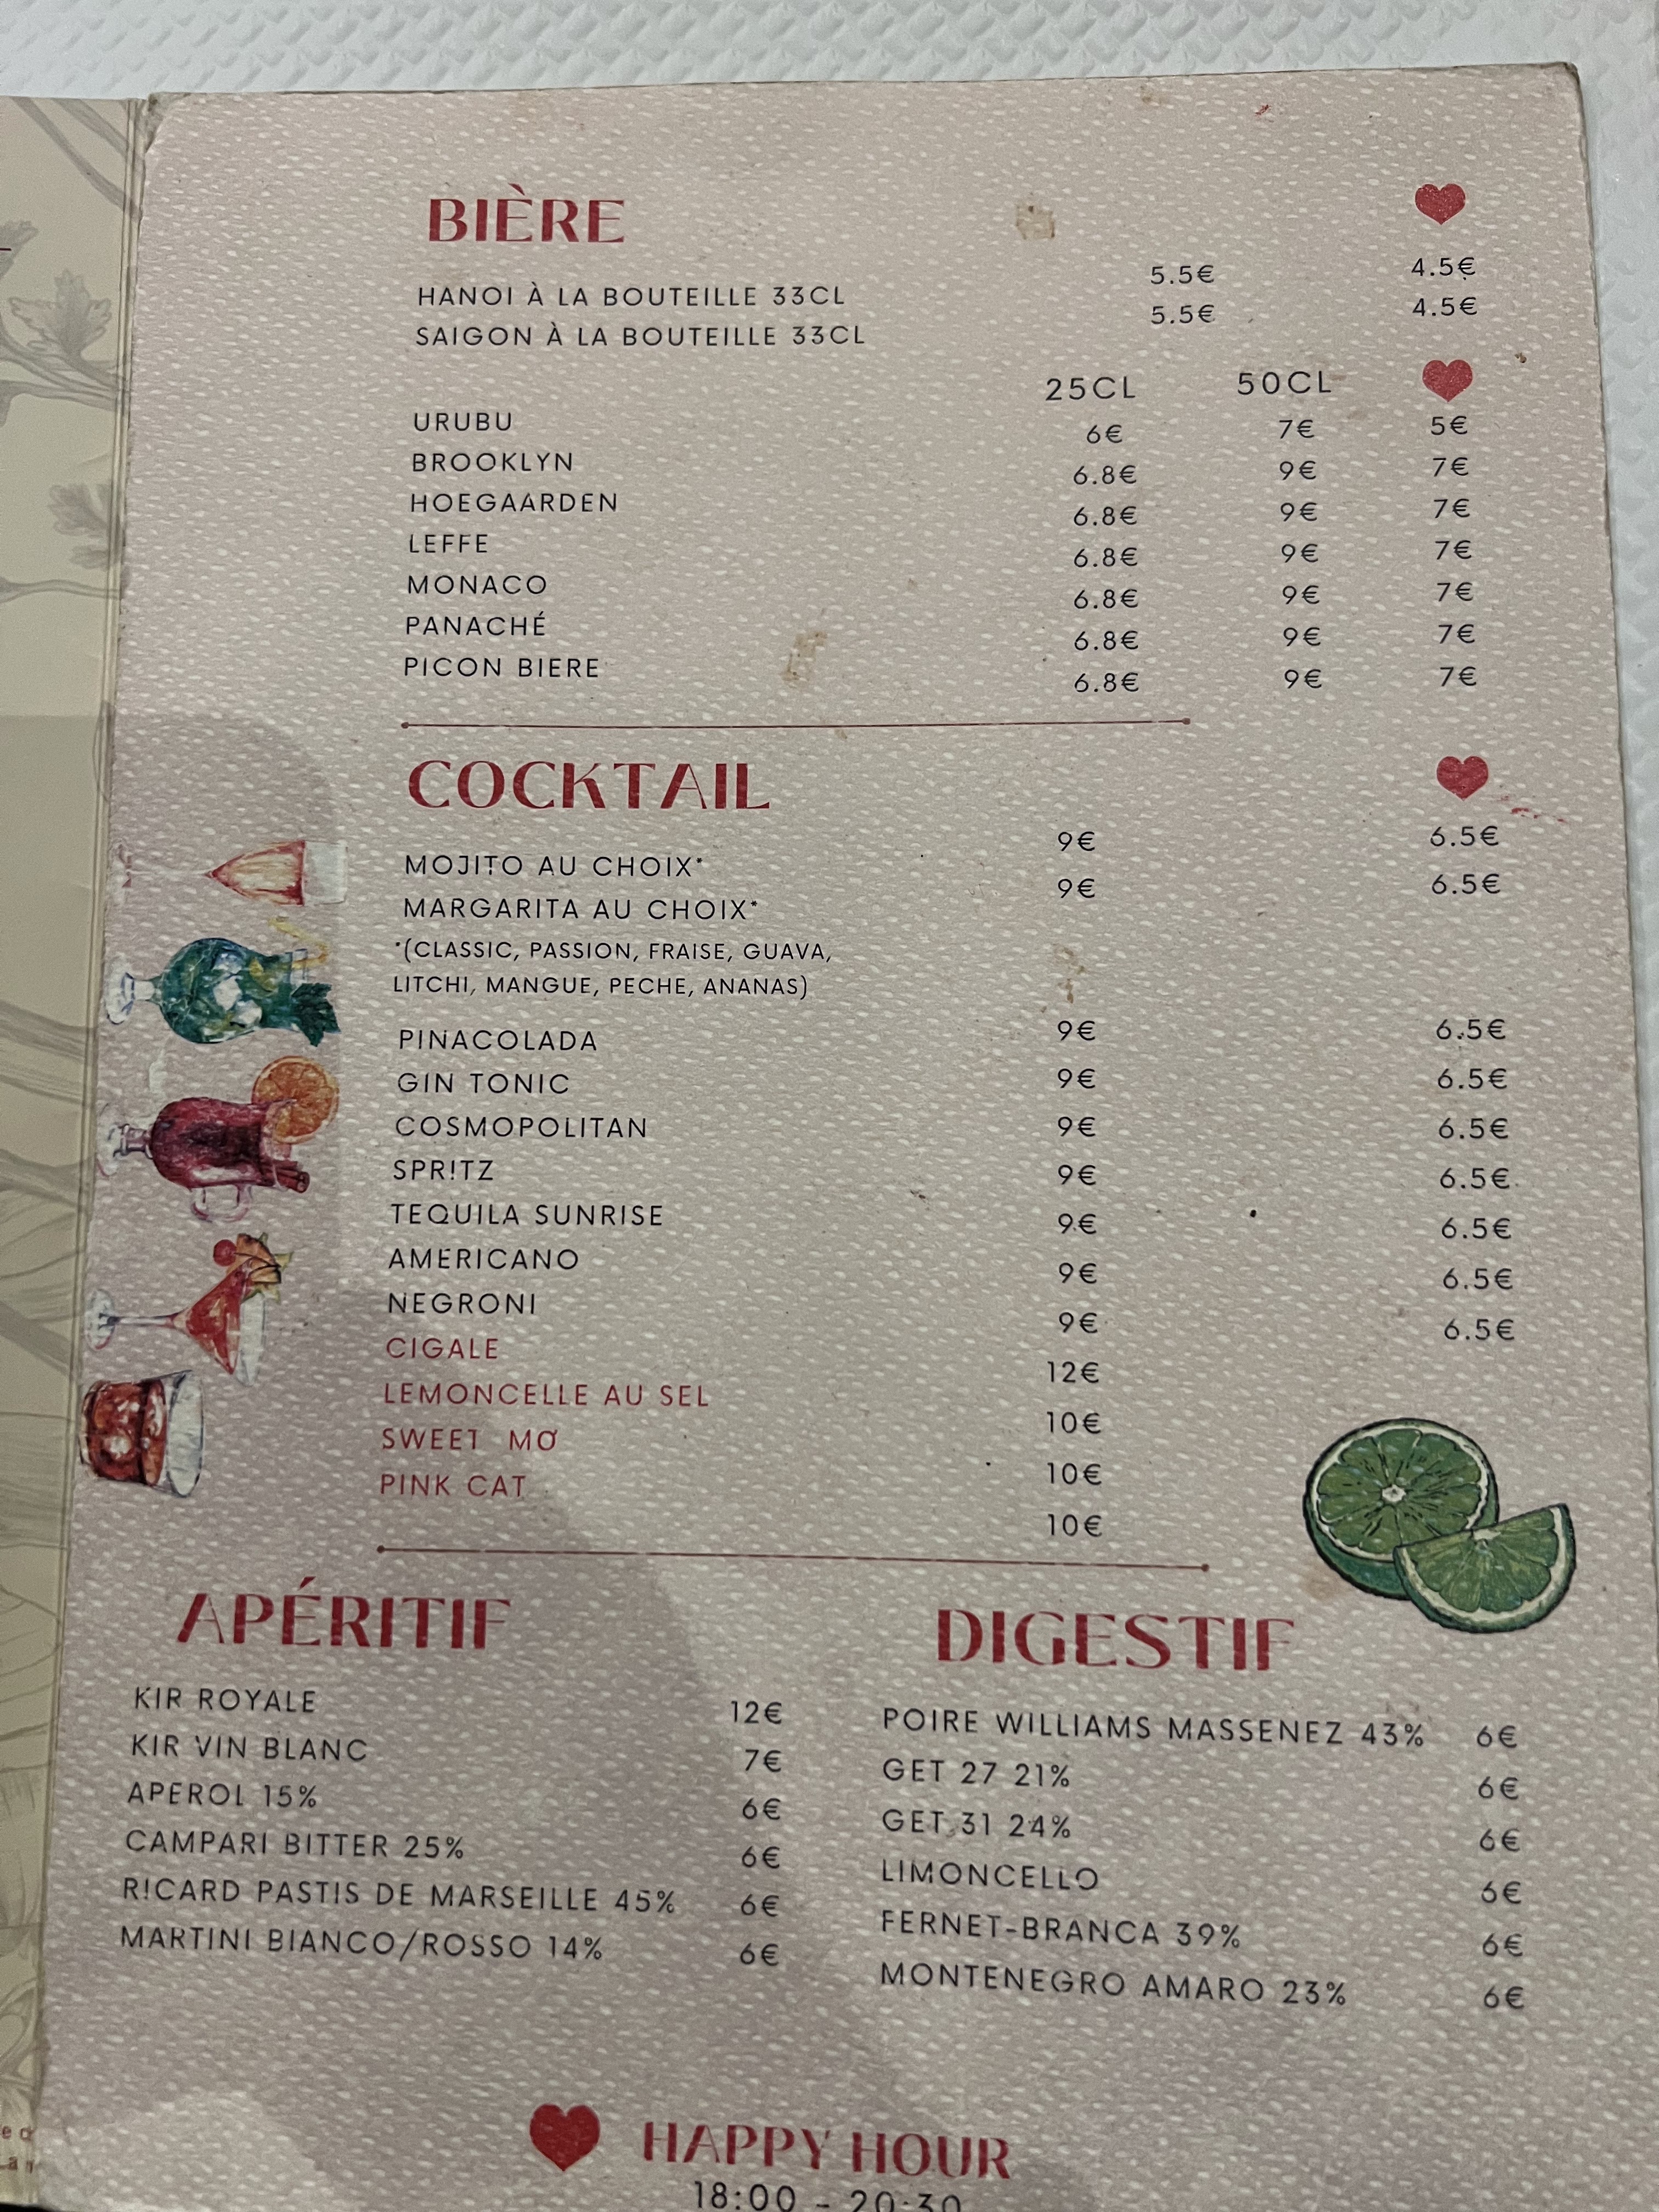 BIÈRE ♥
HANOI À LA BOUTEILLE 33CL 5.5€ 4.5€
SAIGON À LA BOUTEILLE 33CL 5.5€ 4.5€
25CL 50CL ♥
URUBU 6€ 7€ 5€
BROOKLYN 6.8€ 9€ 7€
HOEGAARDEN 6.8€ 9€ 7€
LEFFE 6.8€ 9€ 7€
MONACO 6.8€ 9€ 7€
PANACHÉ 6.8€ 9€ 7€
PICON BIERE 6.8€ 9€ 7€
COCKTAIL ♥
MOJITO AU CHOIX* 9€ 6.5€
MARGARITA AU CHOIX* 9€ 6.5€
*(CLASSIC, PASSION, FRAISE, GUAVA,
LITCHI, MANGUE, PECHE, ANANAS)
PINACOLADA 9€ 6.5€
GIN TONIC 9€ 6.5€
COSMOPOLITAN 9€ 6.5€
SPRITZ 9€ 6.5€
TEQUILA SUNRISE 9€ 6.5€
AMERICANO 9€ 6.5€
NEGRONI 9€ 6.5€
CIGALE 12€
LEMONCELLE AU SEL 10€
SWEET MƠ 10€
PINK CAT 10€
APÉRITIF
KIR ROYALE 12€
KIR VIN BLANC 7€
APEROL 15% 6€
CAMPARI BITTER 25% 6€
RICARD PASTIS DE MARSEILLE 45% 6€
MARTINI BIANCO/ROSSO 14% 6€
DIGESTIF
POIRE WILLIAMS MASSENEZ 43% 6€
GET 27 21% 6€
GET 31 24% 6€
LIMONCELLO 6€
FERNET-BRANCA 39% 6€
MONTENEGRO AMARO 23% 6€
♥ HAPPY HOUR
18:00 - 20:30